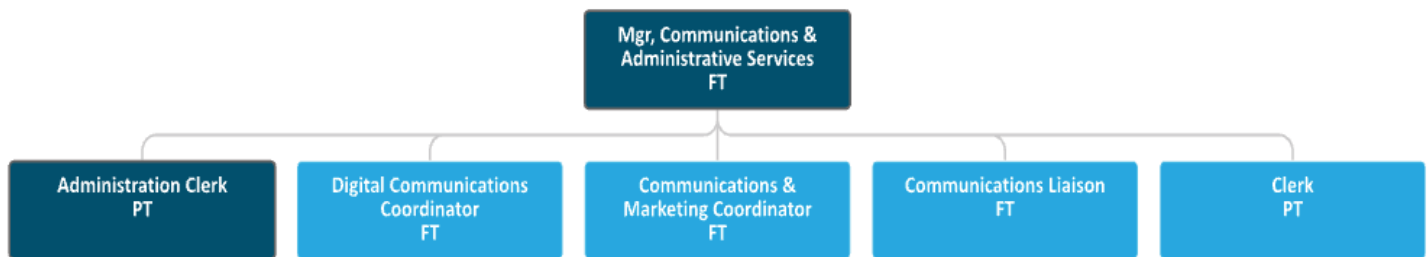 Mgr, Communications &
Administrative Services
FT
Administration Clerk
PT
Digital Communications
Coordinator
FT
Communications &
Marketing Coordinator
FT
Communications Liaison
FT
Clerk
PT